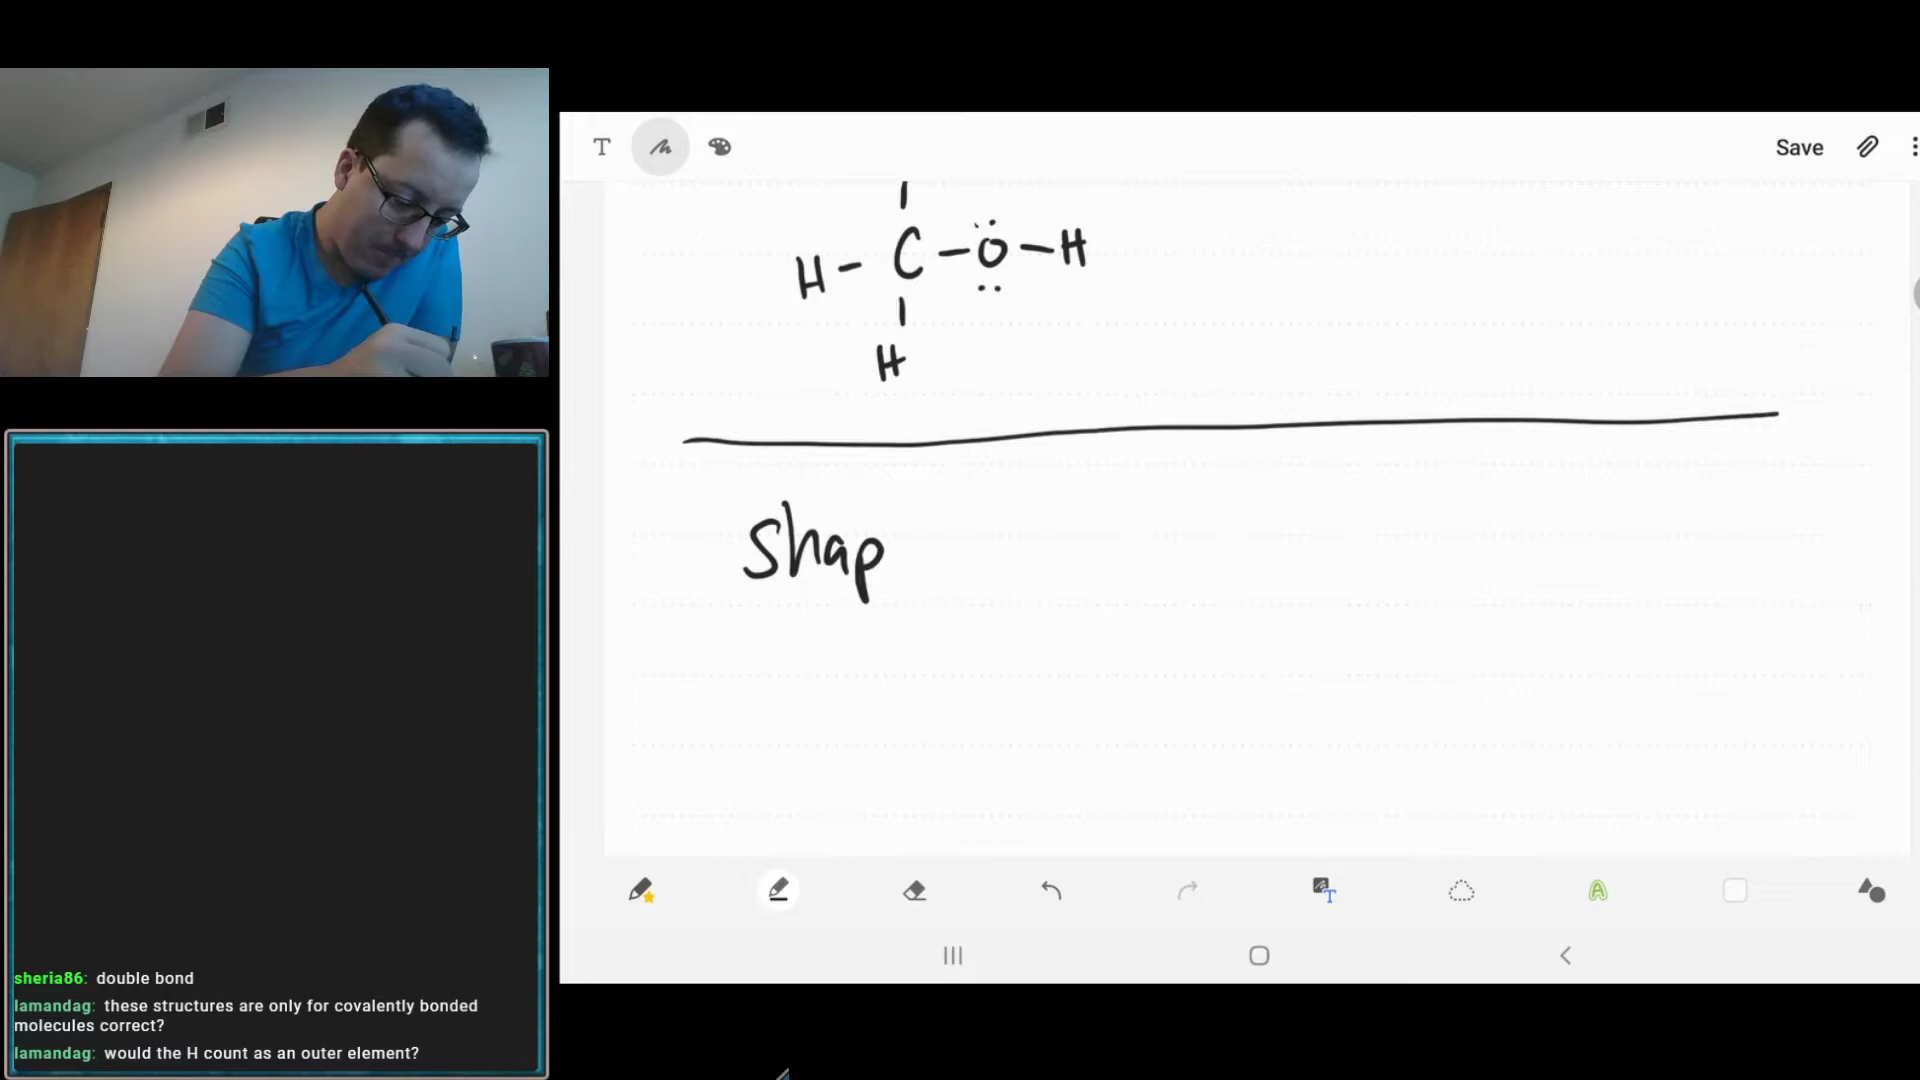 T
Save
H - C - O - H
H
Shap
T
A
sheria86: double bond
lamandag: these structures are only for covalently bonded
molecules correct?
lamandag: would the H count as an outer element?